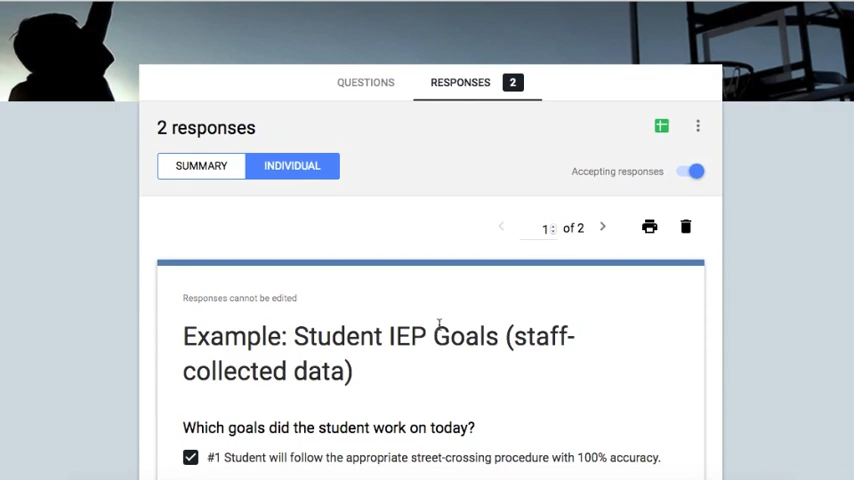 QUESTIONS RESPONSES 2
2 responses
SUMMARY INDIVIDUAL
Accepting responses
1 of 2
Responses cannot be edited
Example: Student IEP Goals (staff-
collected data)
Which goals did the student work on today?
#1 Student will follow the appropriate street-crossing procedure with 100% accuracy.